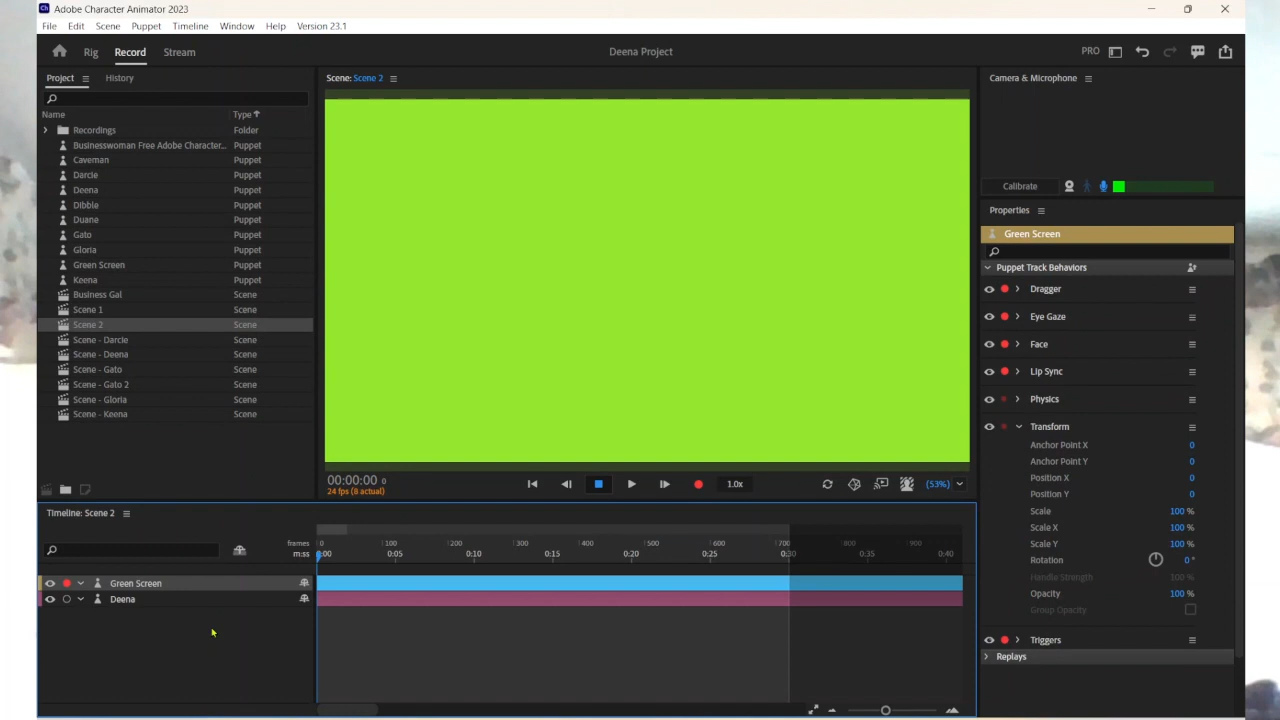 Ch Adobe Character Animator 2023
File Edit Scene Puppet Timeline Window Help Version 23.1
Rig Record Stream Deena Project PRO
Project History Scene: Scene 2 Camera & Microphone
Name Type
Recordings Folder
Businesswoman Free Adobe Character... Puppet
Caveman Puppet
Darcie Puppet
Deena Puppet
Dibble Puppet
Duane Puppet
Gato Puppet
Gloria Puppet
Green Screen Puppet
Keena Puppet
Business Gal Scene
Scene 1 Scene
Scene 2 Scene
Scene - Darcie Scene
Scene - Deena Scene
Scene - Gato Scene
Scene - Gato 2 Scene
Scene - Gloria Scene
Scene - Keena Scene
00:00:00 0
24 fps (8 actual)
1.0x
(53%)
Calibrate
Properties
Green Screen
Puppet Track Behaviors
Dragger
Eye Gaze
Face
Lip Sync
Physics
Transform
Anchor Point X 0
Anchor Point Y 0
Position X 0
Position Y 0
Scale 100 %
Scale X 100 %
Scale Y 100 %
Rotation 0 °
Handle Strength 100 %
Opacity 100 %
Group Opacity
Triggers
Replays
Timeline: Scene 2
frames 0 100 200 300 400 500 600 700 800 900
m:ss 0:00 0:05 0:10 0:15 0:20 0:25 0:30 0:35 0:40
Green Screen
Deena